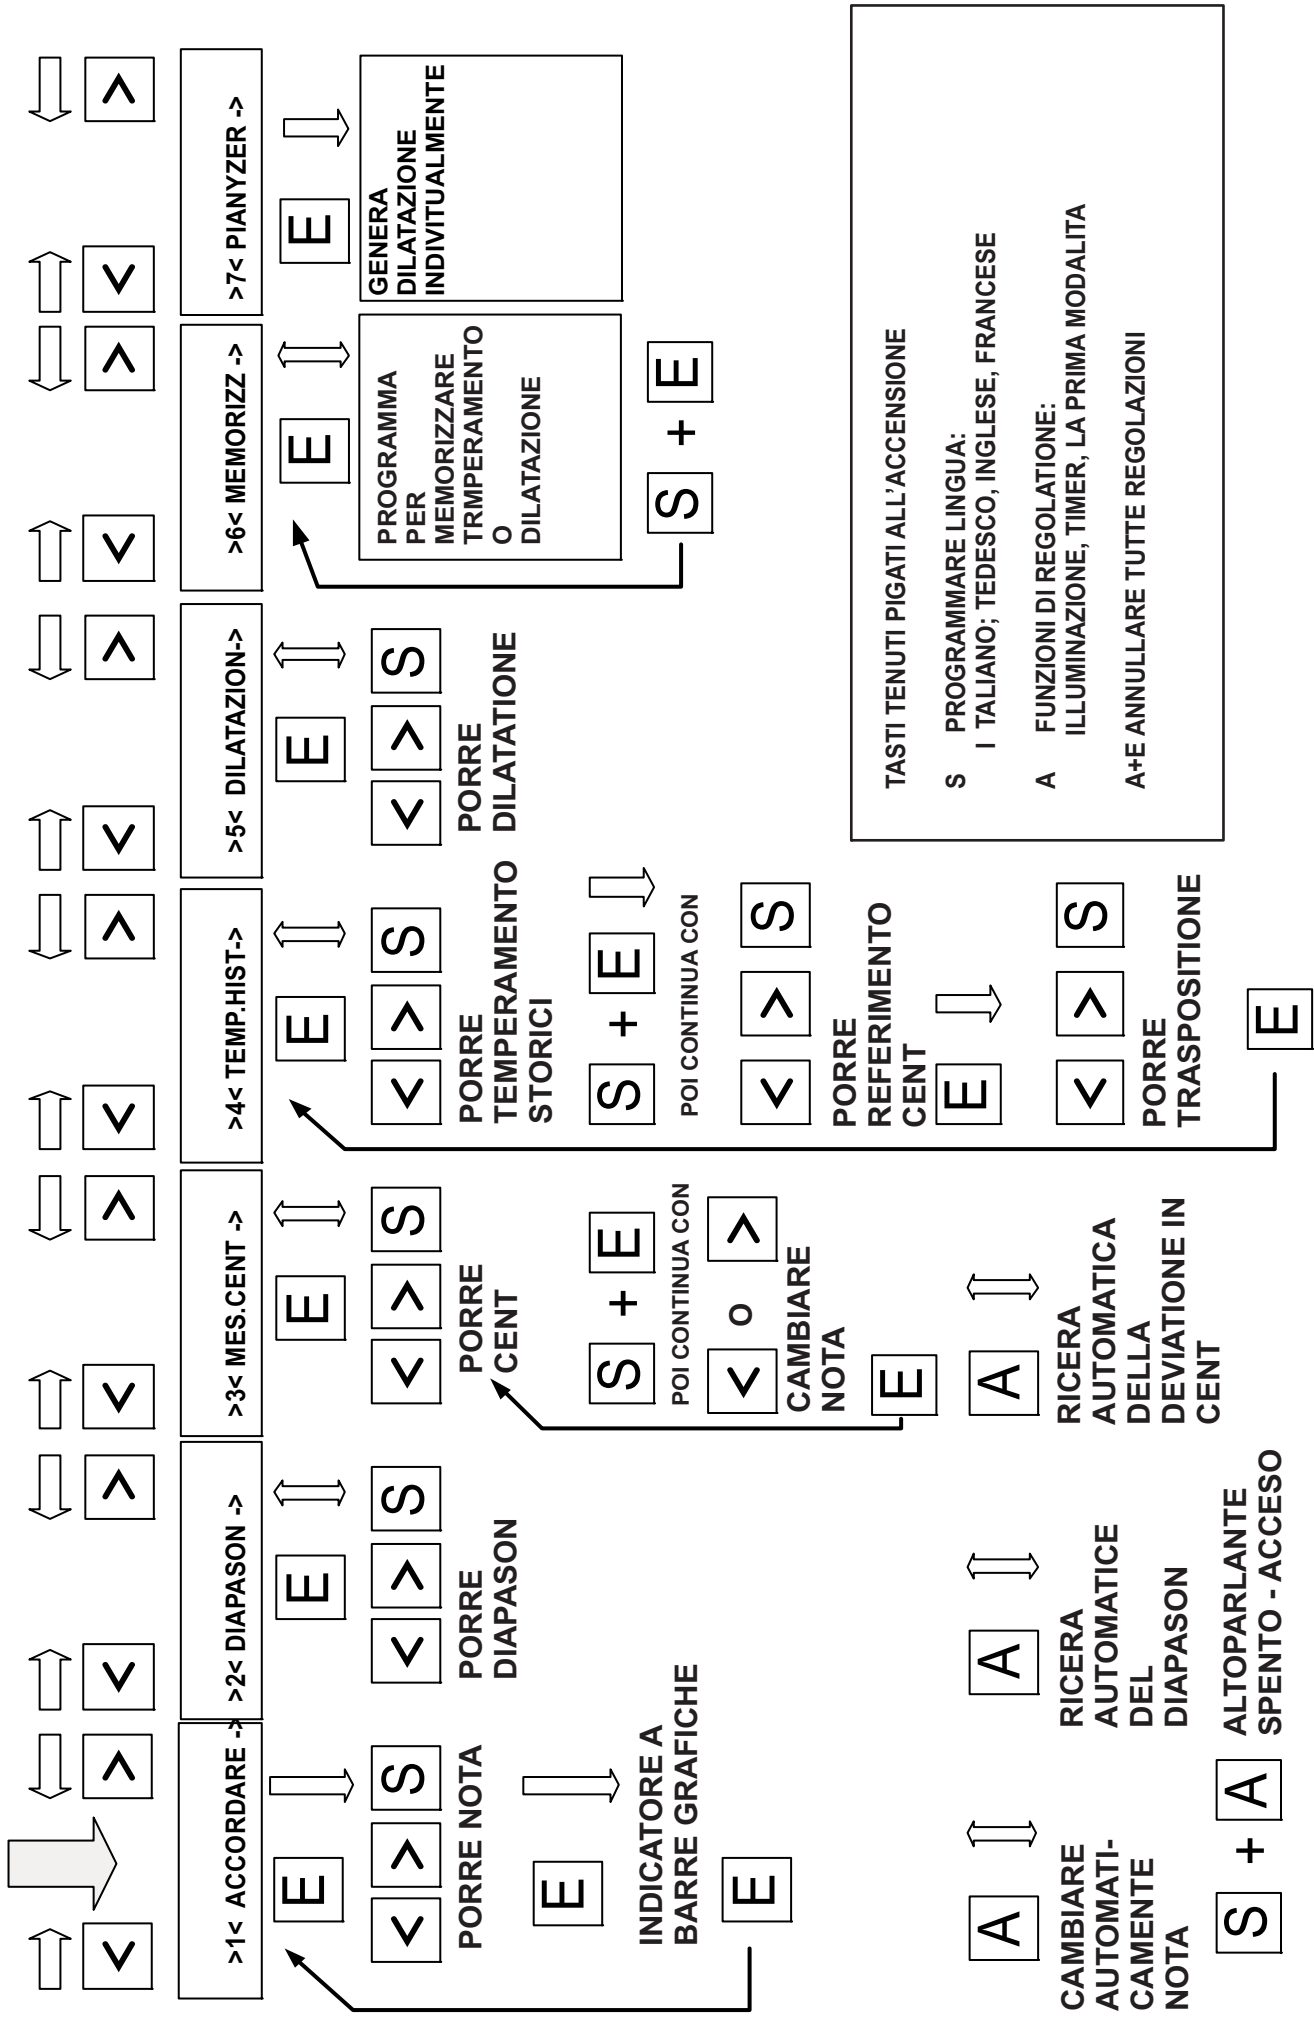 < >
< >
< >
< >
< >
< >
< >
>1< ACCORDARE ->
E
< > S
PORRE NOTA
E
INDICATORE A
BARRE GRAFICHE
E
A
CAMBIARE
AUTOMATI-
CAMENTE
NOTA
S + A
ALTOPARLANTE
SPENTO - ACCESO
>2< DIAPASON ->
E
< > S
PORRE
DIAPASON
A
RICERA
AUTOMATICE
DEL
DIAPASON
>3< MES.CENT ->
E
< > S
PORRE
CENT
S + E
POI CONTINUA CON
< O >
CAMBIARE
NOTA
E
A
RICERA
AUTOMATICA
DELLA
DEVIATIONE IN
CENT
>4< TEMP.HIST->
E
< > S
PORRE
TEMPERAMENTO
STORICI
S + E
POI CONTINUA CON
< > S
PORRE
REFERIMENTO
CENT
E
< > S
PORRE
TRASPOSITIONE
E
>5< DILATAZION->
E
< > S
PORRE
DILATATIONE
>6< MEMORIZZ ->
E
PROGRAMMA
PER
MEMORIZZARE
TRMPERAMENTO
O
DILATAZIONE
S + E
>7< PIANYZER ->
E
GENERA
DILATAZIONE
INDIVITUALMENTE
TASTI TENUTI PIGATI ALL'ACCENSIONE
S PROGRAMMARE LINGUA:
I TALIANO; TEDESCO, INGLESE, FRANCESE
A FUNZIONI DI REGOLATIONE:
ILLUMINAZIONE, TIMER, LA PRIMA MODALITA
A+E ANNULLARE TUTTE REGOLAZIONI